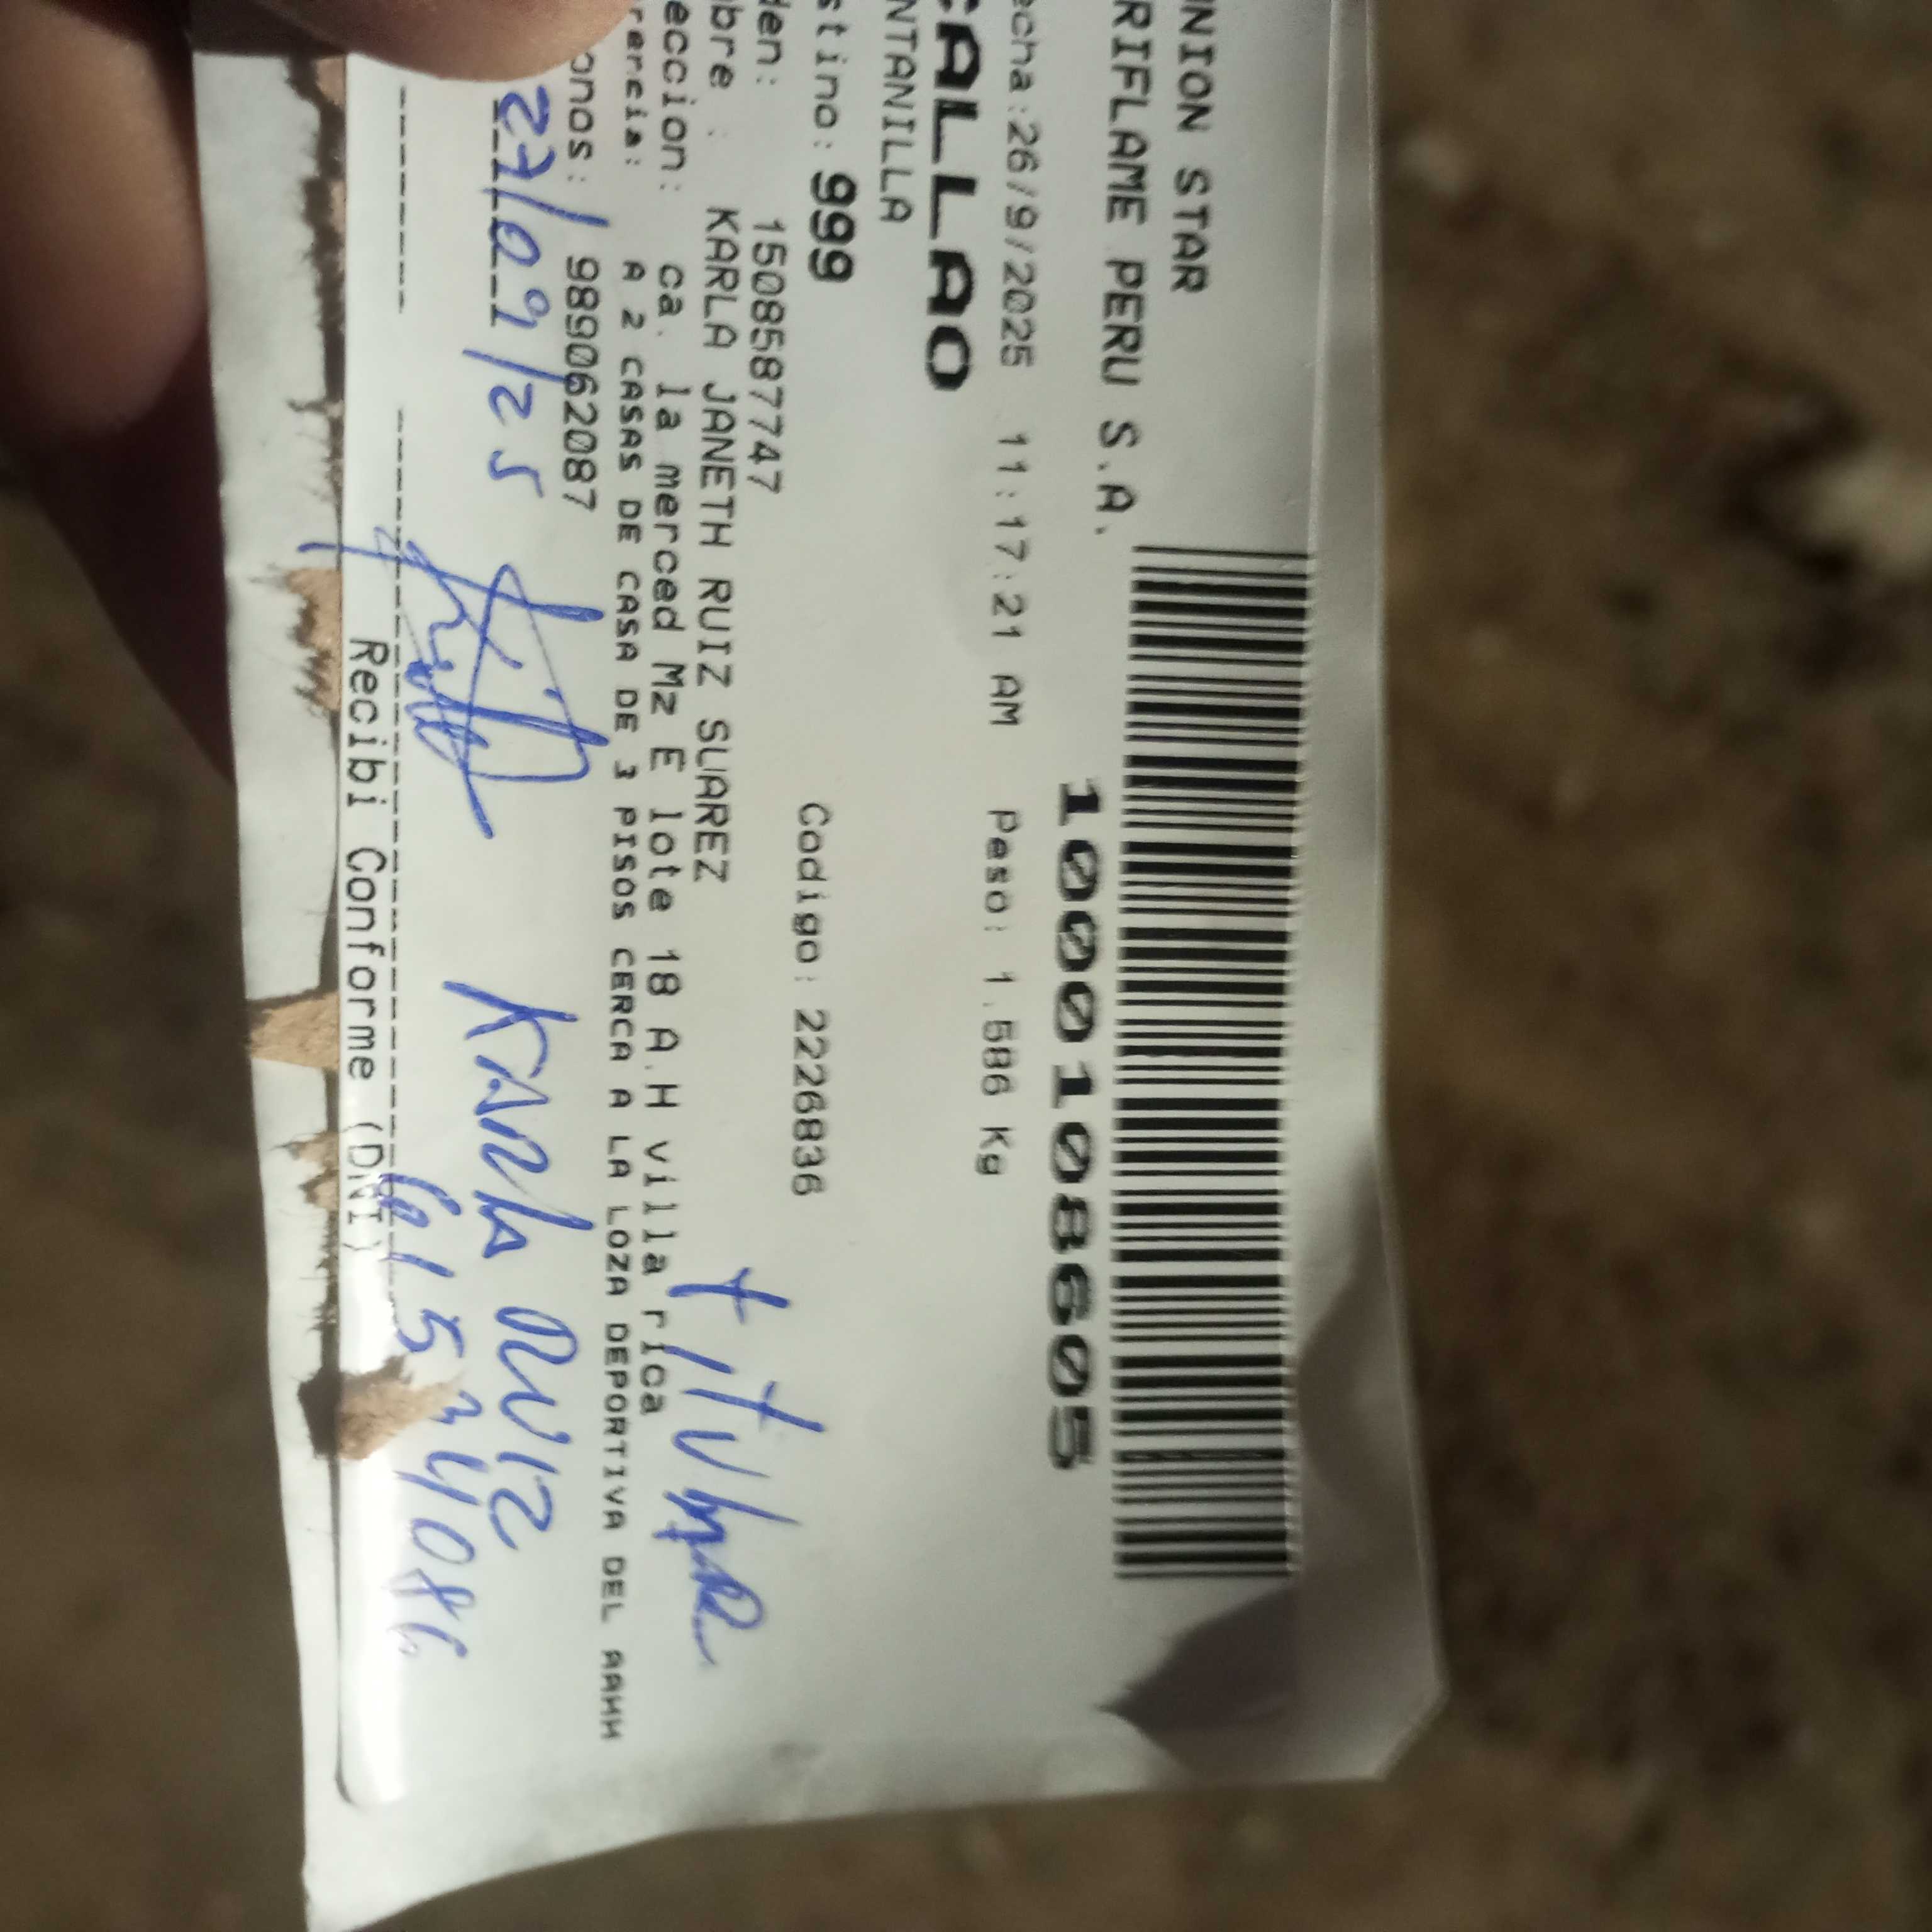 NION STAR
RIFLAME PERU S.A.
10001086605
echa:26/9/2025 11:17:21 AM Peso: 1.586 Kg
CALLAO
NTANILLA
stino: 999 Codigo: 2226836
den: 1508587747
bre : KARLA JANETH RUIZ SUAREZ
titular
eccion: ca. la merced Mz E lote 18 A.H villa rica
rencia: A 2 CASAS DE CASA DE 3 PISOS CERCA A LA LOZA DEPORTIVA DEL AAHH
onos: 989062087
27/09/25 Karla Ruiz
Recibi Conforme (DNI)